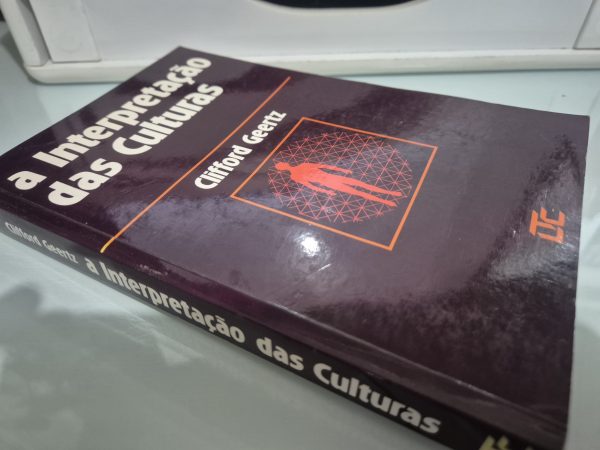 a Interpretação
das Culturas
Clifford Geertz
LTC
Clifford Geertz a Interpretação das Culturas